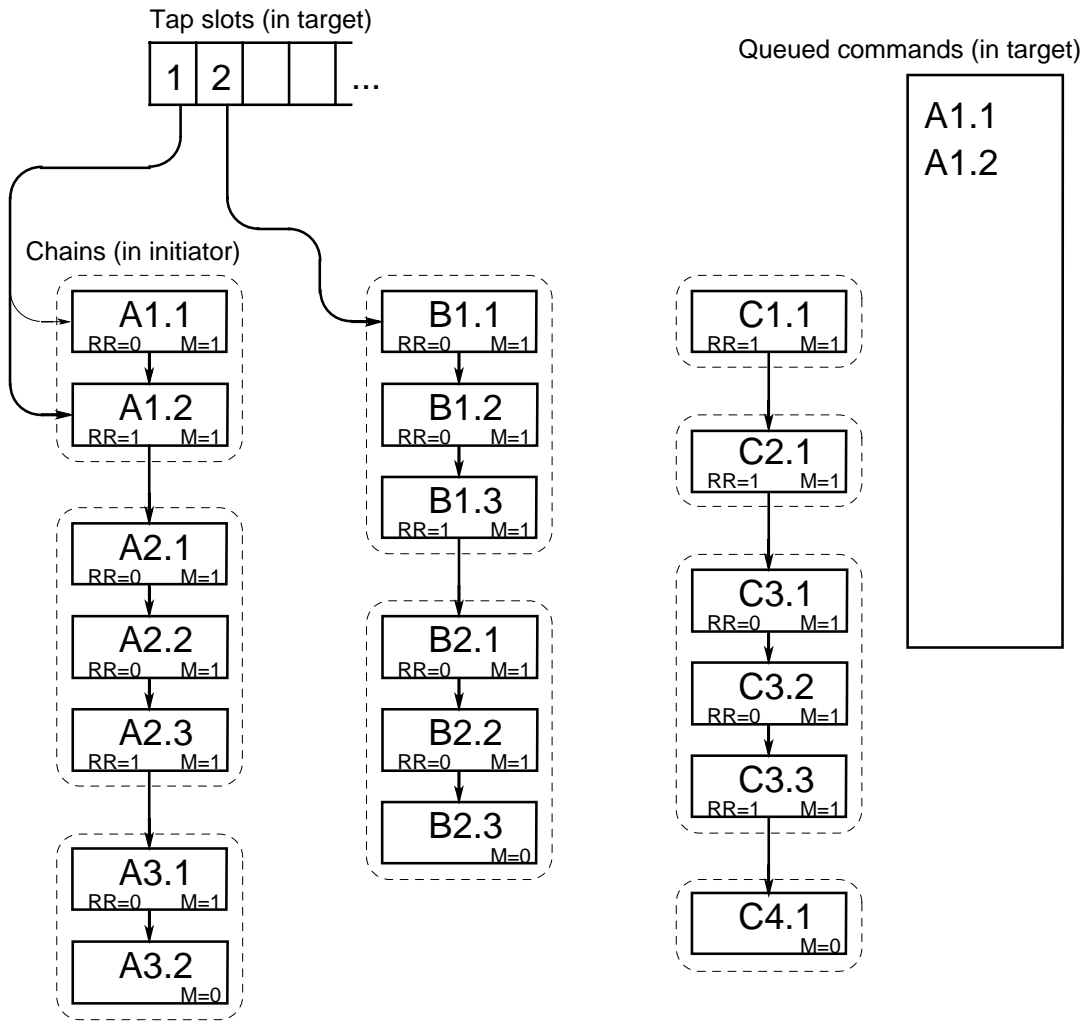 Tap slots (in target)
1 2 ...
Queued commands (in target)
A1.1
A1.2
Chains (in initiator)
A1.1
RR=0 M=1
A1.2
RR=1 M=1
A2.1
RR=0 M=1
A2.2
RR=0 M=1
A2.3
RR=1 M=1
A3.1
RR=0 M=1
A3.2
M=0
B1.1
RR=0 M=1
B1.2
RR=0 M=1
B1.3
RR=1 M=1
B2.1
RR=0 M=1
B2.2
RR=0 M=1
B2.3
M=0
C1.1
RR=1 M=1
C2.1
RR=1 M=1
C3.1
RR=0 M=1
C3.2
RR=0 M=1
C3.3
RR=1 M=1
C4.1
M=0